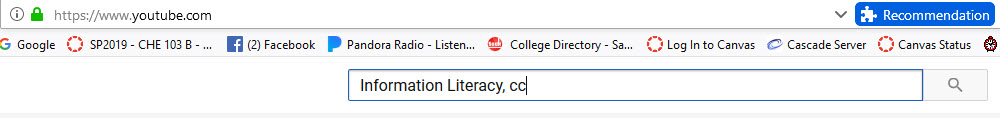 https://www.youtube.com Recommendation
Google SP2019 - CHE 103 B - ... (2) Facebook Pandora Radio - Listen... College Directory - Sa... Log In to Canvas Cascade Server Canvas Status
Information Literacy, cc